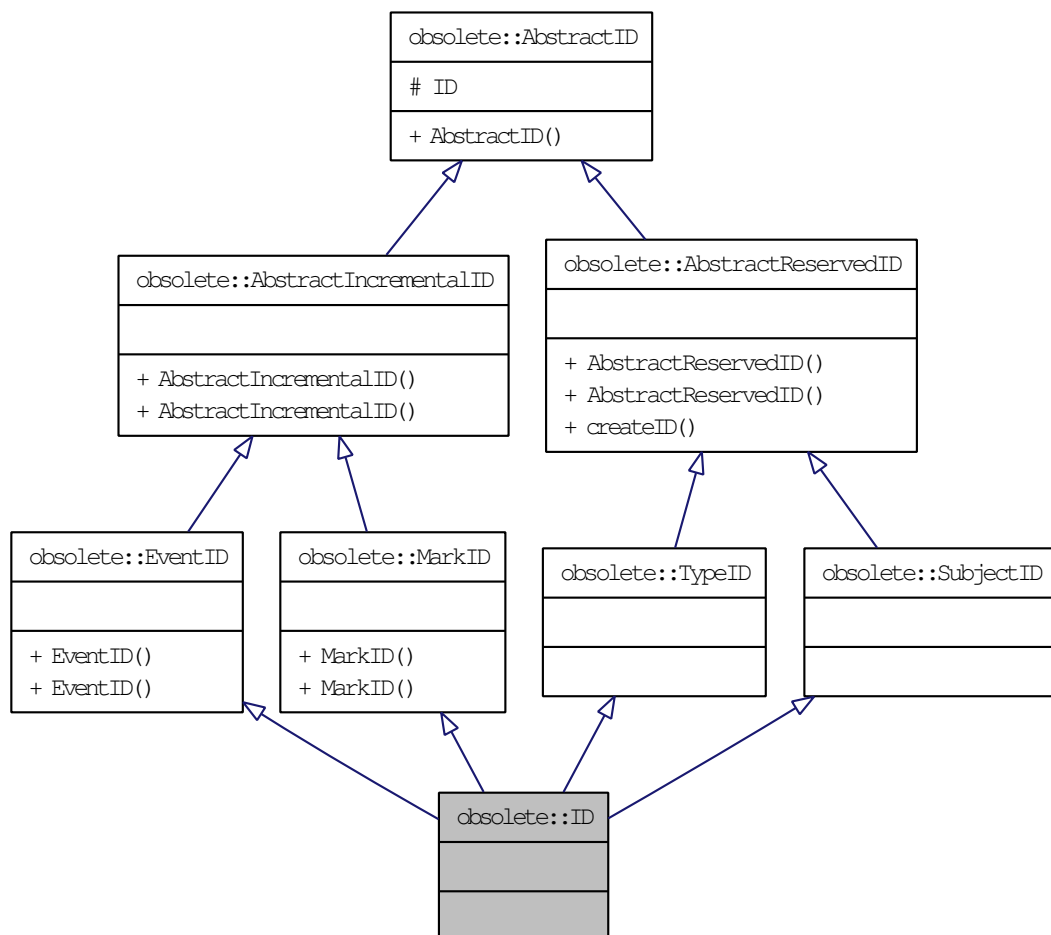 obsolete::AbstractID
# ID
+ AbstractID()
obsolete::AbstractIncrementalID
+ AbstractIncrementalID()
+ AbstractIncrementalID()
obsolete::AbstractReservedID
+ AbstractReservedID()
+ AbstractReservedID()
+ createID()
obsolete::EventID
+ EventID()
+ EventID()
obsolete::MarkID
+ MarkID()
+ MarkID()
obsolete::TypeID
obsolete::SubjectID
obsolete::ID